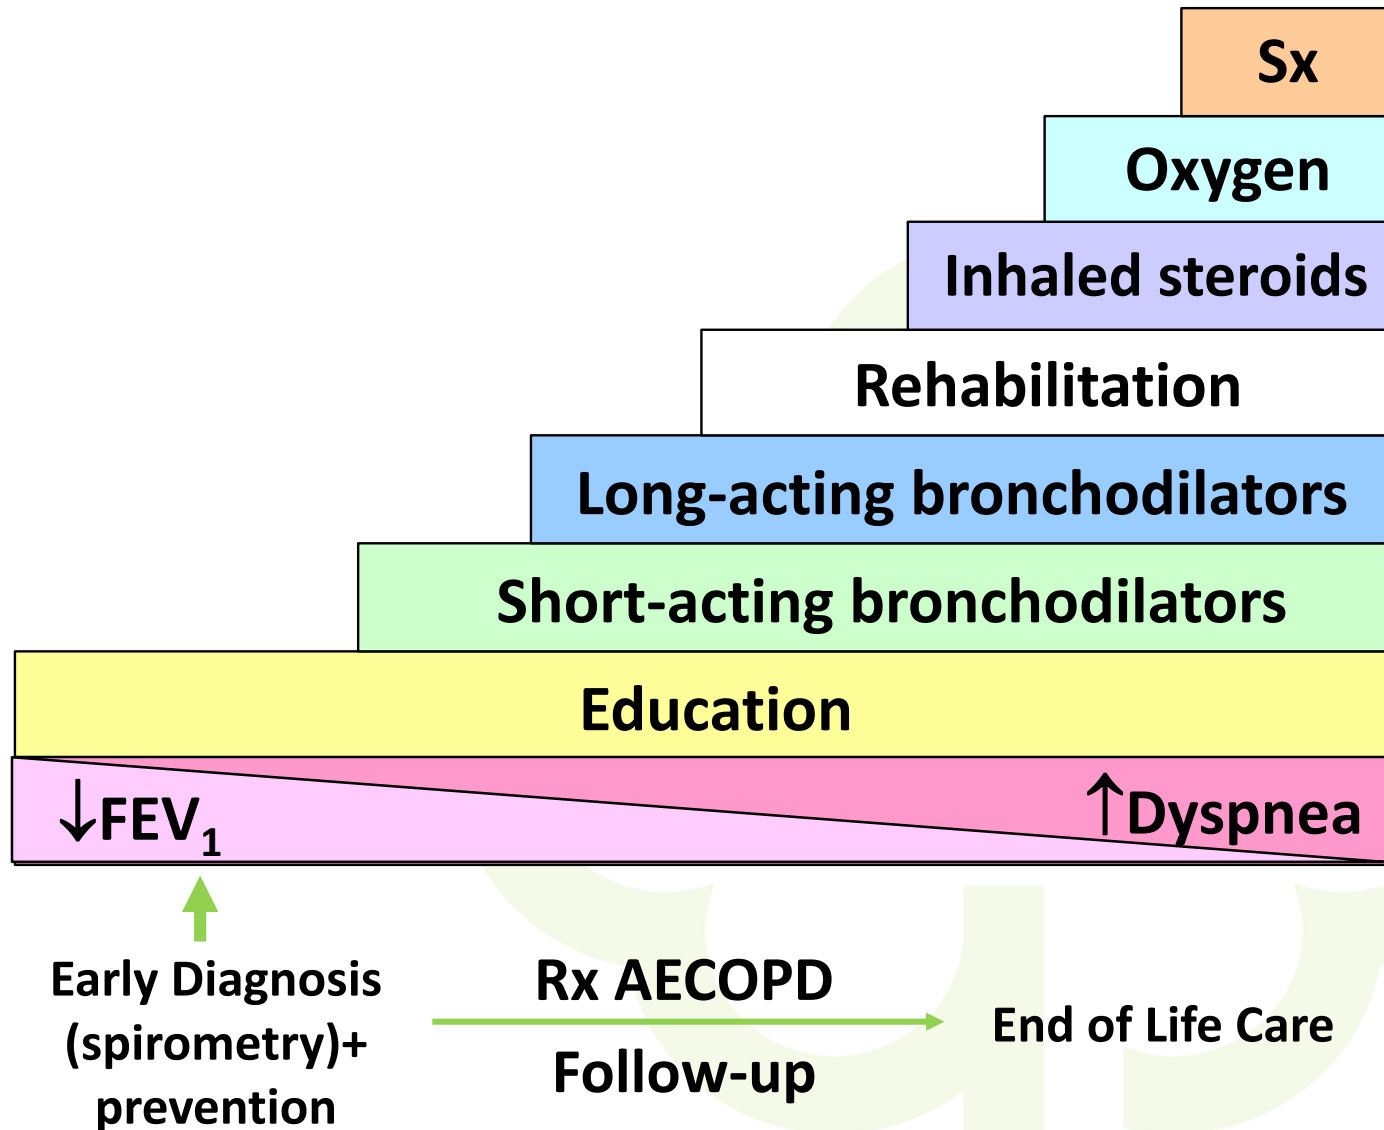 Sx
Oxygen
Inhaled steroids
Rehabilitation
Long-acting bronchodilators
Short-acting bronchodilators
Education
↓FEV₁
↑Dyspnea
Early Diagnosis
(spirometry)+
prevention
Rx AECOPD
Follow-up
End of Life Care